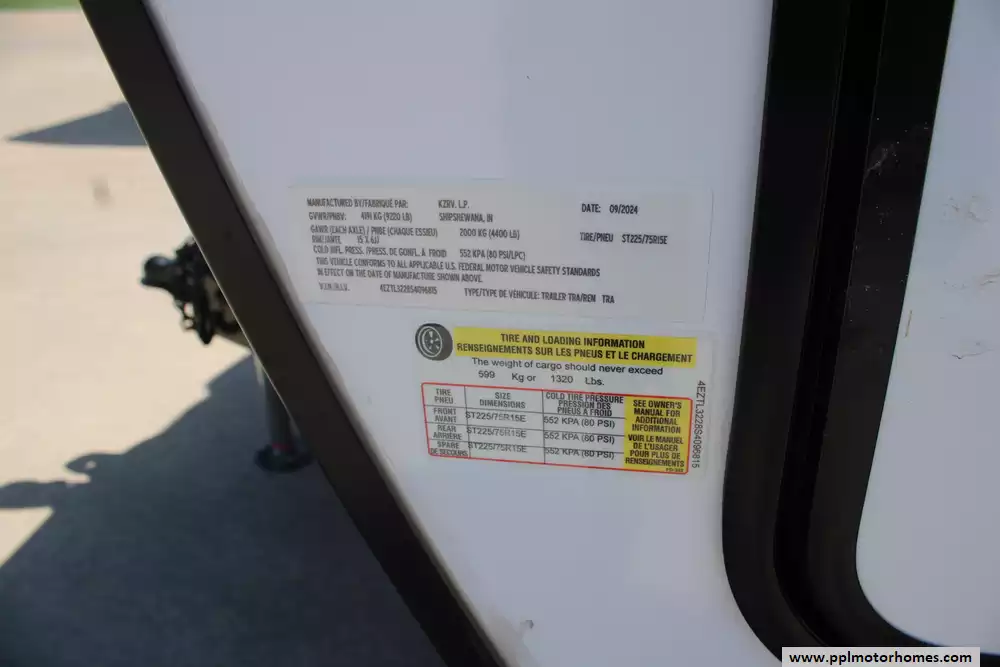 MANUFACTURED BY/FABRIQUÉ PAR: KZRV. L.P. DATE: 09/2024
GVWR/PNBV: 4191 KG (9220 LB) SHIPSHEWANA, IN
GAWR (EACH AXLE) / PNBE (CHAQUE ESSIEU) 2000 KG (4400 LB) TIRE/PNEU ST225/75R15E
RIM/JANTE 15 X 6JJ
COLD INFL. PRESS. /PRESS. DE GONFL. À FROID 552 KPA (80 PSI/LPC)
THIS VEHICLE CONFORMS TO ALL APPLICABLE U.S. FEDERAL MOTOR VEHICLE SAFETY STANDARDS
IN EFFECT ON THE DATE OF MANUFACTURE SHOWN ABOVE.
V.I.N./N.I.V. 4EZTL3228S4096815 TYPE/TYPE DE VÉHICULE: TRAILER TRA/REM TRA
TIRE AND LOADING INFORMATION
RENSEIGNEMENTS SUR LES PNEUS ET LE CHARGEMENT
The weight of cargo should never exceed
599 Kg or 1320 Lbs.
TIRE
PNEU
SIZE
DIMENSIONS
COLD TIRE PRESSURE
PRESSION DES
PNEUS A FROID
FRONT
AVANT
ST225/75R15E
552 KPA (80 PSI)
REAR
ARRIÈRE
ST225/75R15E
552 KPA (80 PSI)
SPARE
DE SECOURS
ST225/75R15E
552 KPA (80 PSI)
SEE OWNER'S
MANUAL FOR
ADDITIONAL
INFORMATION
VOIR LE MANUEL
DE L'USAGER
POUR PLUS DE
RENSEIGNEMENTS
4EZTL3228S4096815
www.pplmotorhomes.com